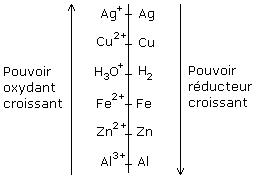 Ag⁺ Ag
Cu²⁺ Cu
Pouvoir
oxydant
croissant
H₃O⁺ H₂
Pouvoir
réducteur
croissant
Fe²⁺ Fe
Zn²⁺ Zn
Al³⁺ Al